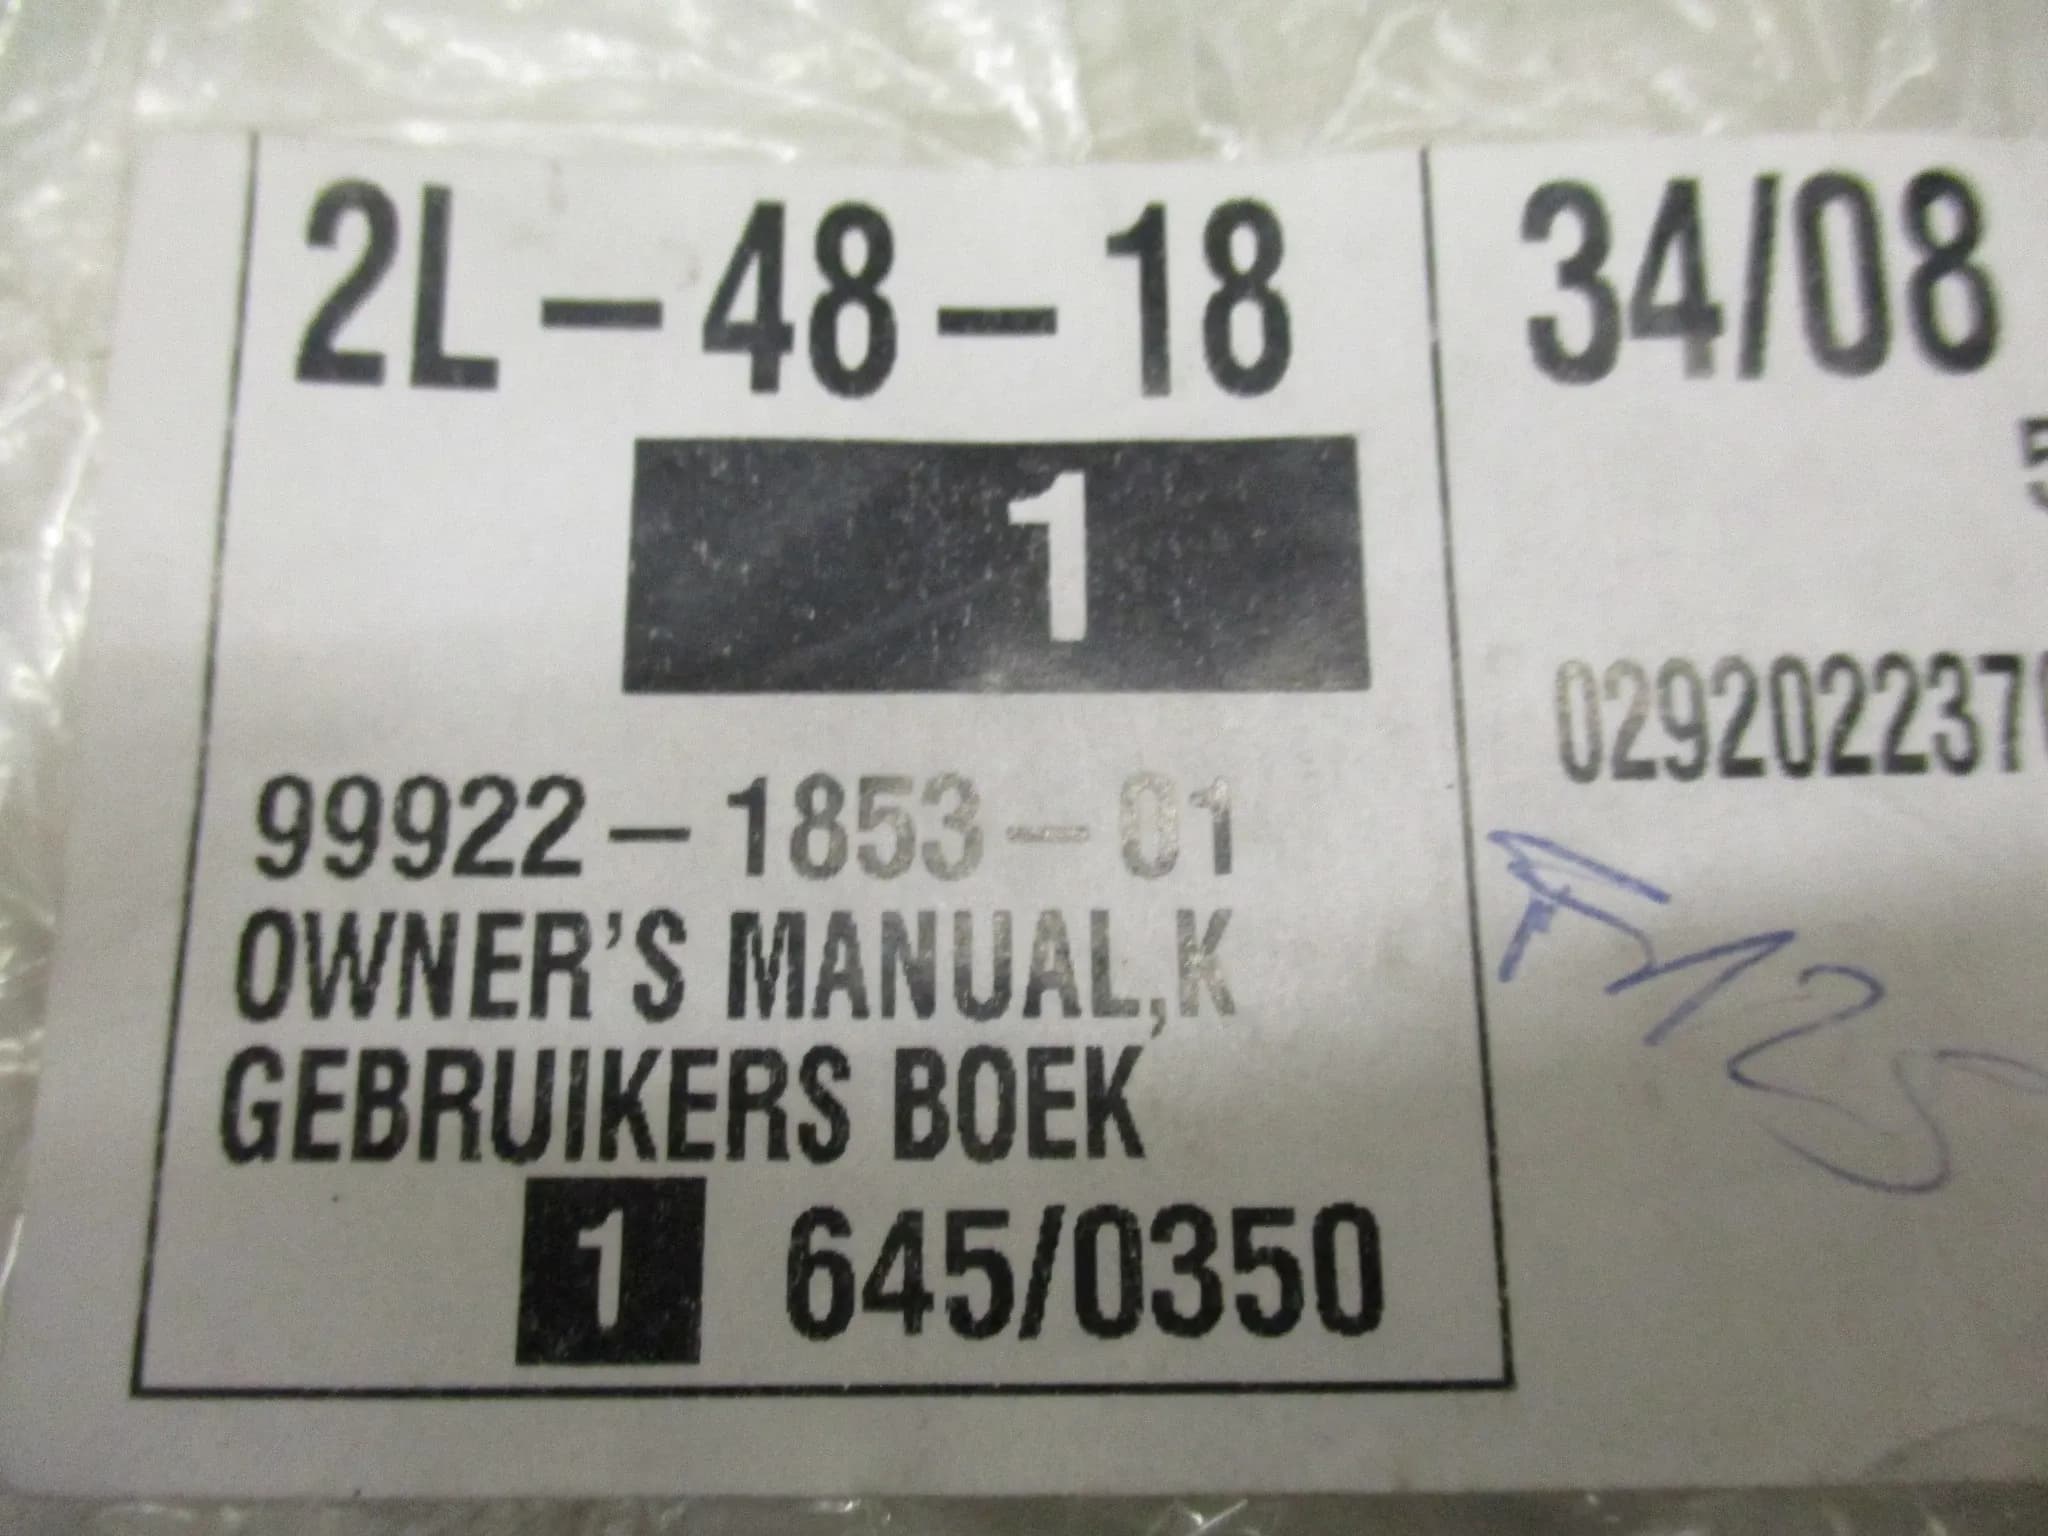 2L-48-18
34/08
1
0292022370
99922-1853-01
OWNER'S MANUAL,K
GEBRUIKERS BOEK
1 645/0350